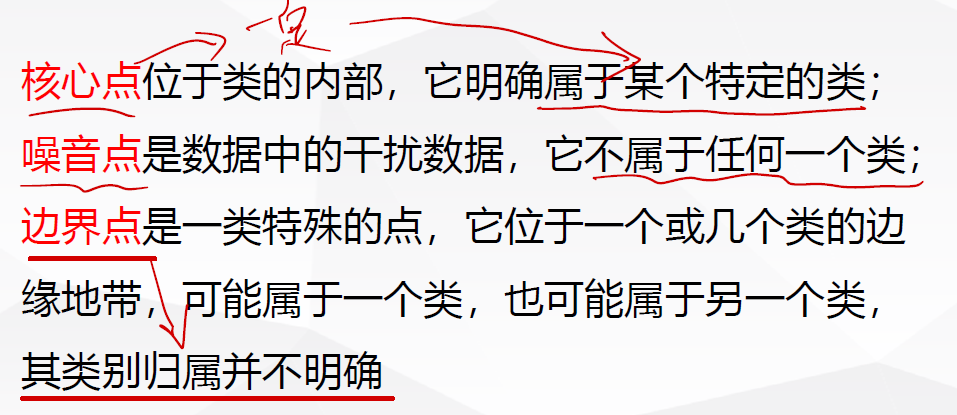 一定
核心点位于类的内部，它明确属于某个特定的类；
噪音点是数据中的干扰数据，它不属于任何一个类；
边界点是一类特殊的点，它位于一个或几个类的边
缘地带，可能属于一个类，也可能属于另一个类，
其类别归属并不明确